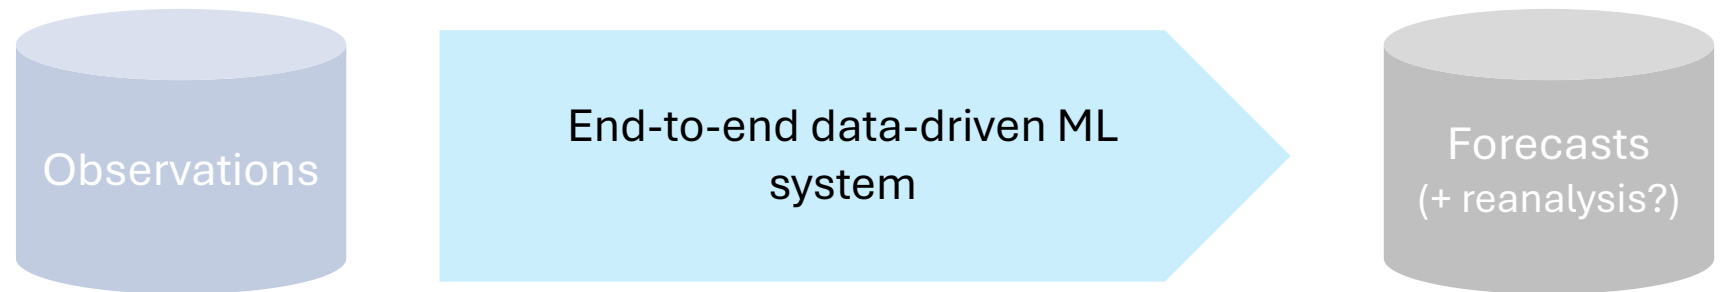 Observations
End-to-end data-driven ML
system
Forecasts
(+ reanalysis?)